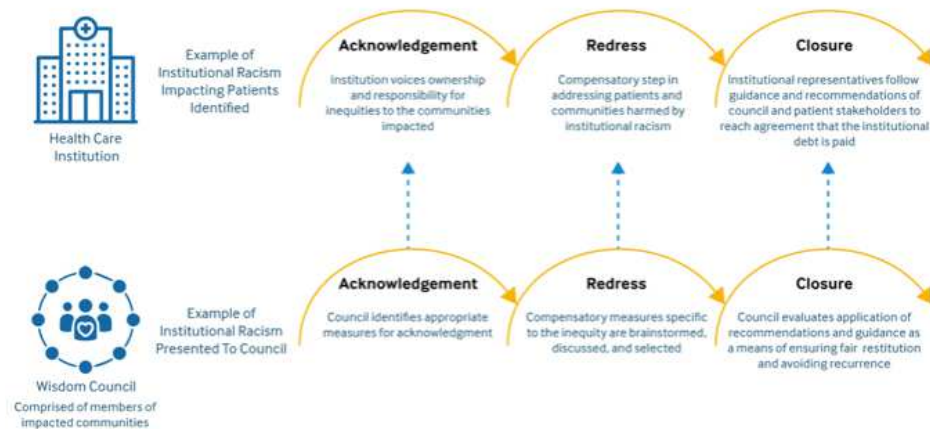 Health Care
Institution
Example of
Institutional Racism
Impacting Patients
Identified
Acknowledgement
Institution voices ownership
and responsibility for
inequities to the communities
impacted
Redress
Compensatory step in
addressing patients and
communities harmed by
institutional racism
Closure
Institutional representatives follow
guidance and recommendations of
council and patient stakeholders to
reach agreement that the institutional
debt is paid
Wisdom Council
Comprised of members of
impacted communities
Example of
Institutional Racism
Presented To Council
Acknowledgement
Council identifies appropriate
measures for acknowledgment
Redress
Compensatory measures specific
to the inequity are brainstormed,
discussed, and selected
Closure
Council evaluates application of
recommendations and guidance as
a means of ensuring fair restitution
and avoiding recurrence